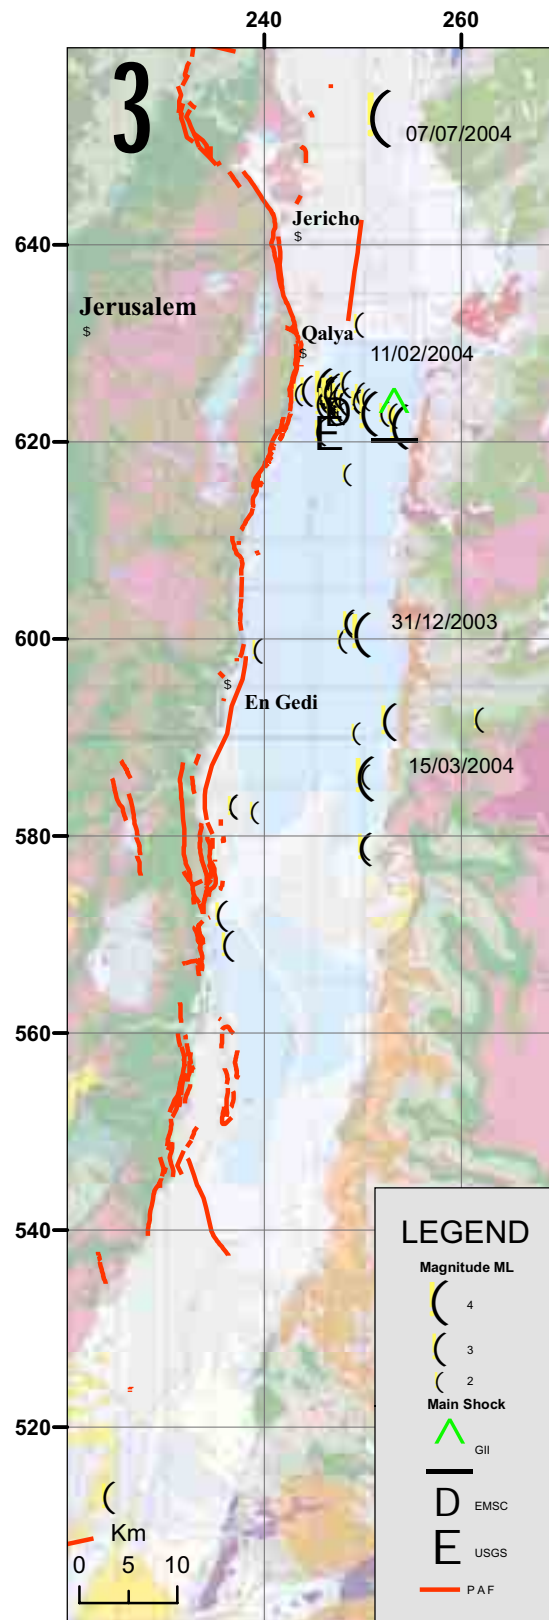 240 260
3
07/07/2004
Jericho
$
640
Jerusalem
$
Qalya
$
11/02/2004
D
E
620
31/12/2003
600
$
En Gedi
15/03/2004
580
560
540
LEGEND
Magnitude ML
4
3
2
Main Shock
GII
D EMSC
E USGS
PAF
520
Km
0 5 10